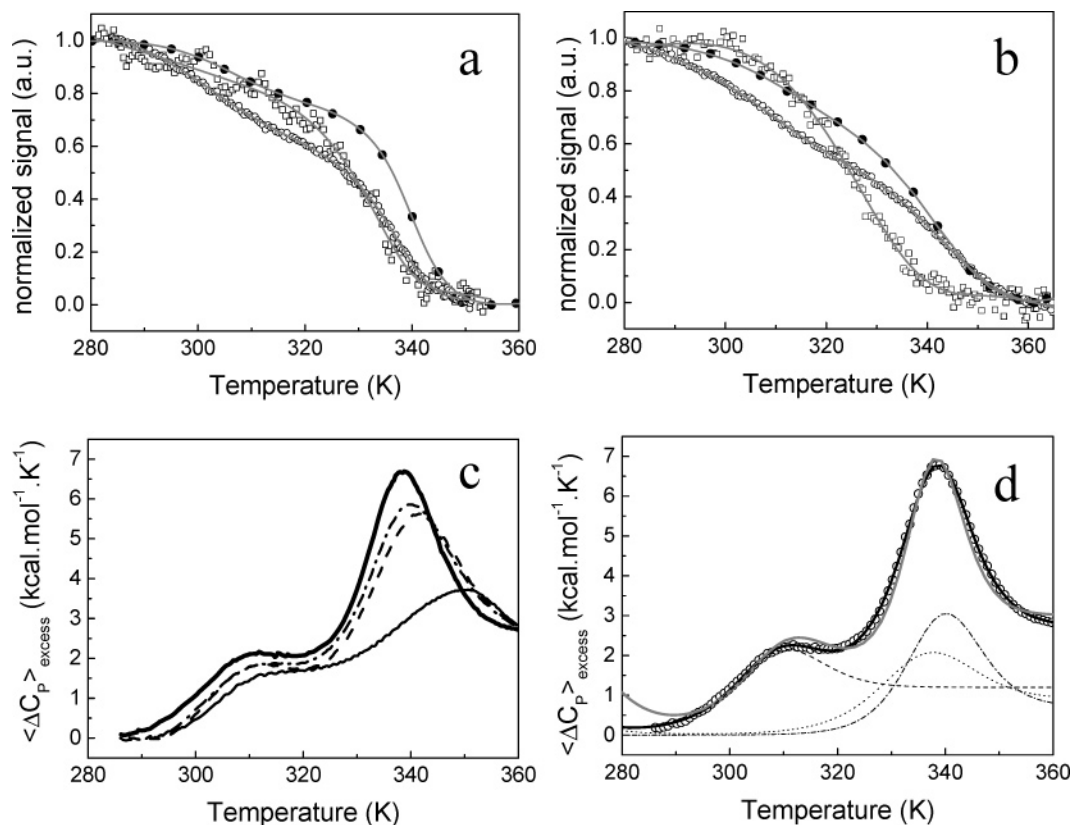 a
normalized signal (a.u.)
1.0
0.8
0.6
0.4
0.2
0.0
280 300 320 340 360
Temperature (K)
b
normalized signal (a.u.)
1.0
0.8
0.6
0.4
0.2
0.0
280 300 320 340 360
Temperature (K)
c
<ΔCP>excess (kcal.mol-1.K-1)
7
6
5
4
3
2
1
0
280 300 320 340 360
Temperature (K)
d
<ΔCP>excess (kcal.mol-1.K-1)
7
6
5
4
3
2
1
0
280 300 320 340 360
Temperature (K)